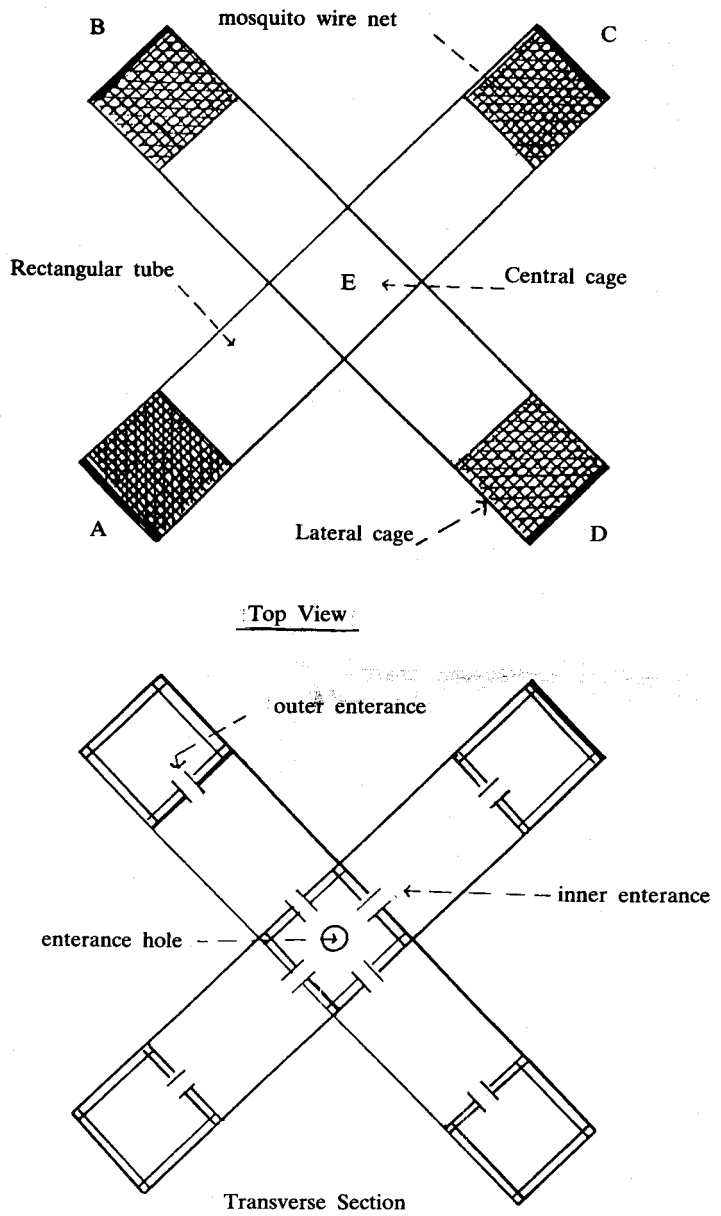 B
mosquito wire net
C
Rectangular tube
E
Central cage
A
Lateral cage
D
Top View
outer enterance
inner enterance
enterance hole
Transverse Section